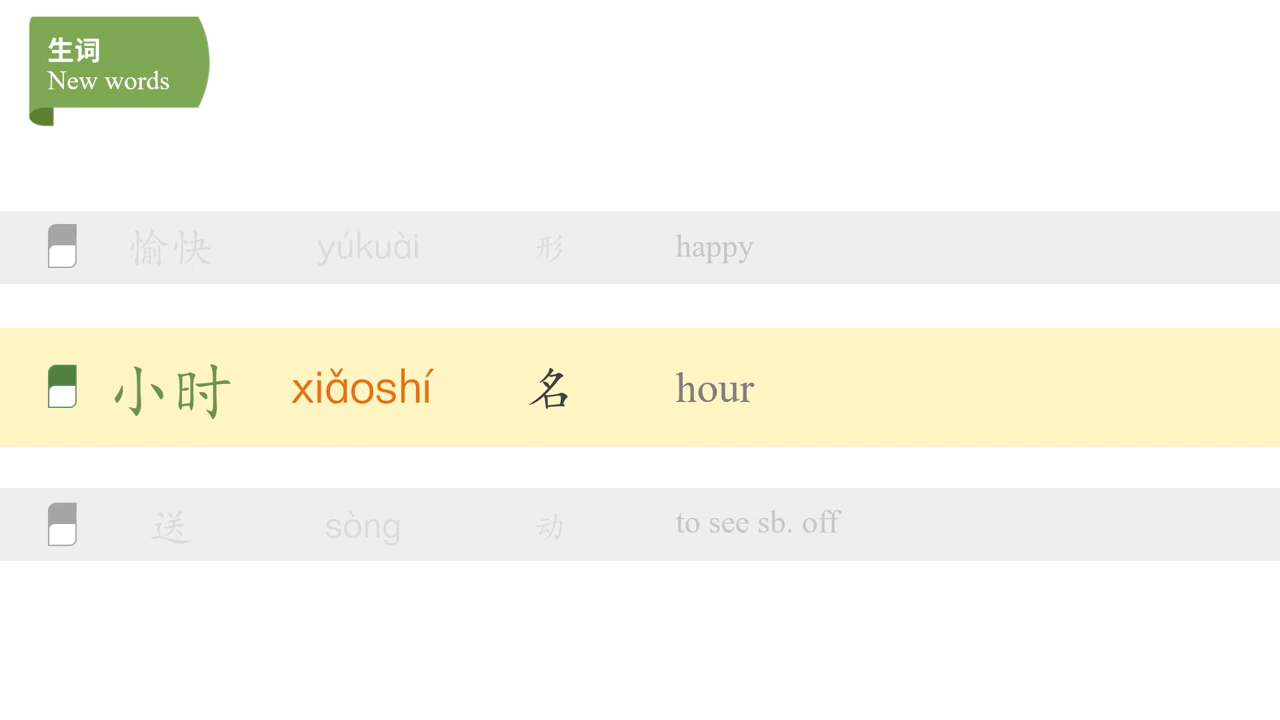 生词
New words
愉快 yúkuài 形 happy
小时 xiǎoshí 名 hour
送 sòng 动 to see sb. off